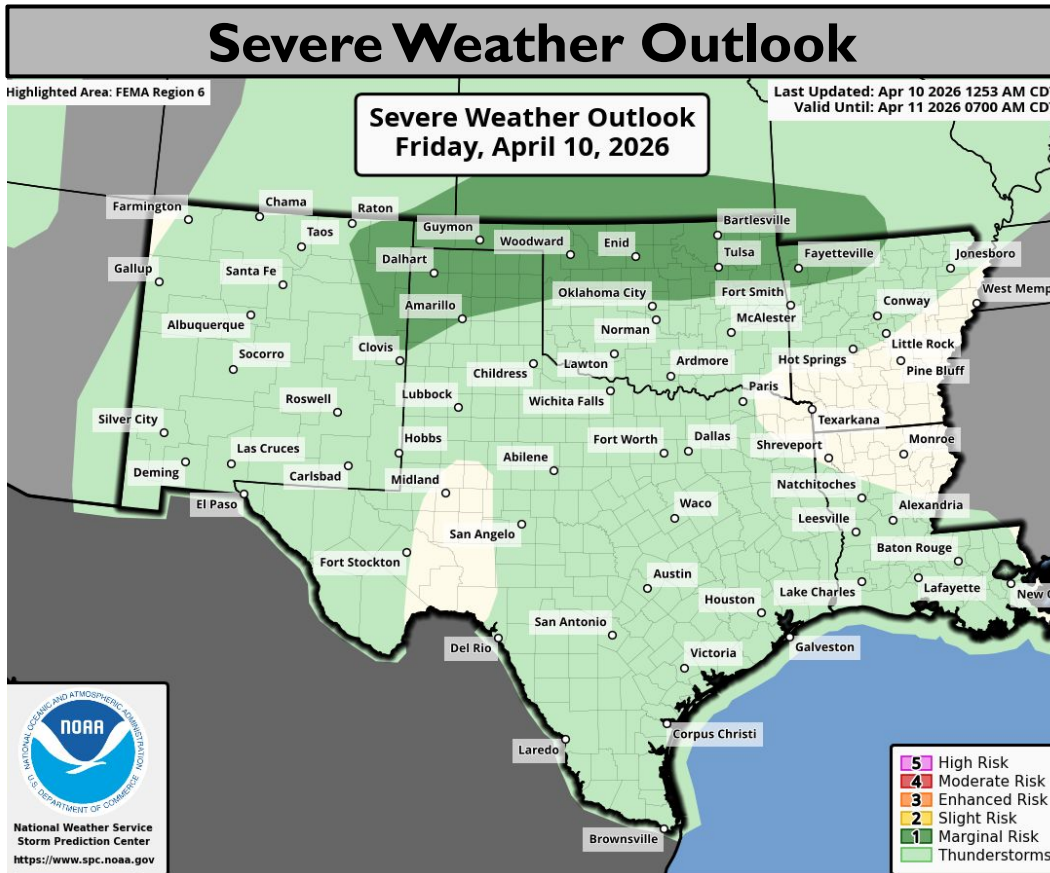 Severe Weather Outlook
Highlighted Area: FEMA Region 6
Last Updated: Apr 10 2026 1253 AM CD
Valid Until: Apr 11 2026 0700 AM CD
Severe Weather Outlook
Friday, April 10, 2026
Farmington
Chama
Raton
Taos
Guymon
Woodward
Enid
Bartlesville
Tulsa
Fayetteville
Jonesboro
Gallup
Santa Fe
Dalhart
West Memp
Amarillo
Oklahoma City
Fort Smith
Conway
Albuquerque
Norman
McAlester
Little Rock
Socorro
Clovis
Childress
Lawton
Ardmore
Hot Springs
Pine Bluff
Roswell
Lubbock
Wichita Falls
Paris
Texarkana
Silver City
Hobbs
Fort Worth
Dallas
Shreveport
Monroe
Las Cruces
Abilene
Deming
Carlsbad
Midland
Natchitoches
El Paso
Waco
Alexandria
San Angelo
Leesville
Fort Stockton
Baton Rouge
Austin
Lake Charles
Lafayette
New O
Houston
San Antonio
Del Rio
Galveston
Victoria
Laredo
Corpus Christi
Brownsville
NATIONAL OCEANIC AND ATMOSPHERIC ADMINISTRATION
NOAA
U.S. DEPARTMENT OF COMMERCE
National Weather Service
Storm Prediction Center
https://www.spc.noaa.gov
5 High Risk
4 Moderate Risk
3 Enhanced Risk
2 Slight Risk
1 Marginal Risk
Thunderstorms